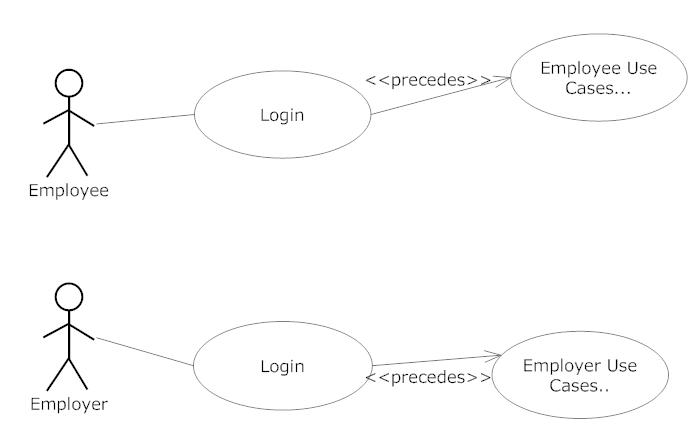 Employee Use
Cases...
<<precedes>>
Login
Employee
Employer Use
Cases..
Login
<<precedes>>
Employer